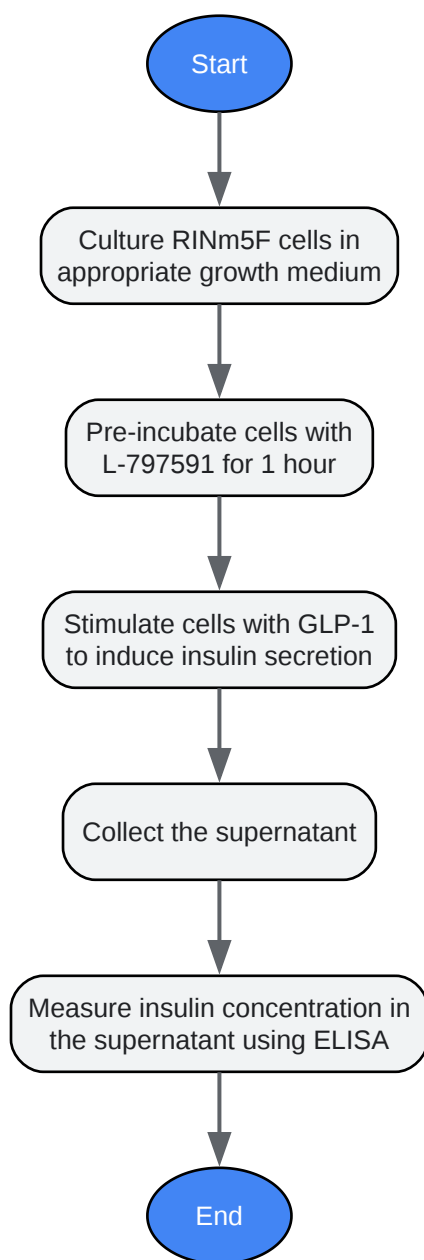 Start
Culture RINm5F cells in
appropriate growth medium
Pre-incubate cells with
L-797591 for 1 hour
Stimulate cells with GLP-1
to induce insulin secretion
Collect the supernatant
Measure insulin concentration in
the supernatant using ELISA
End